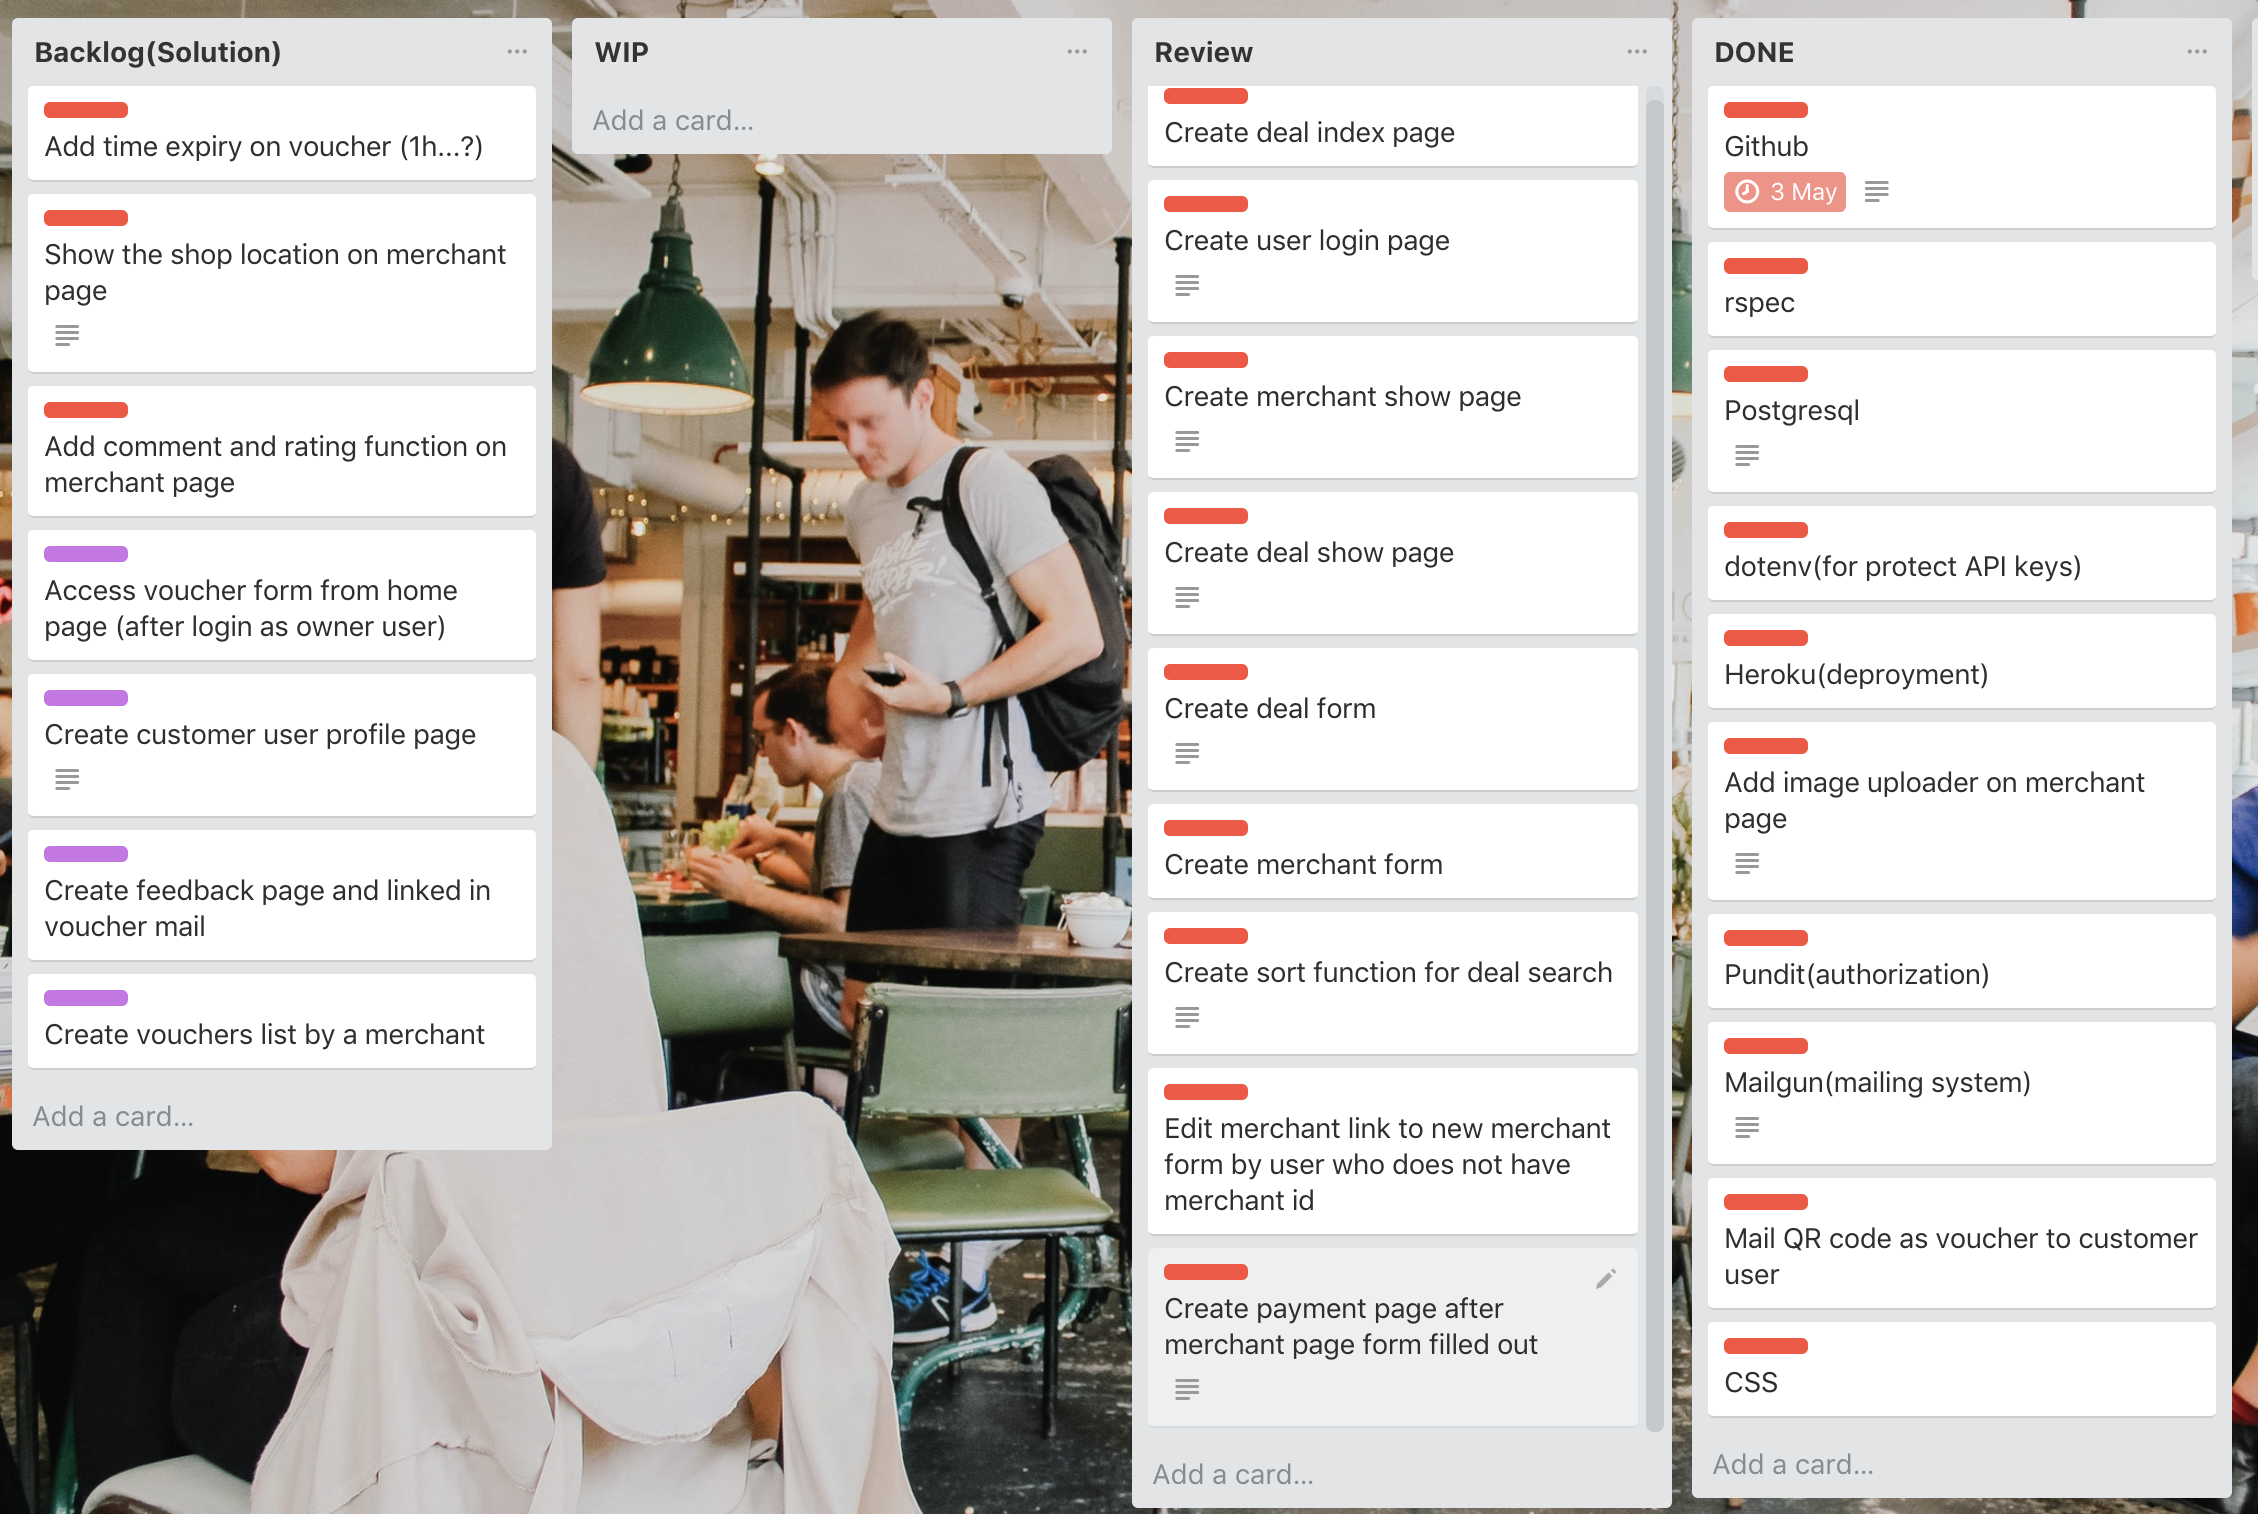 Backlog(Solution)
Add time expiry on voucher (1h...?)
Show the shop location on merchant
page
Add comment and rating function on
merchant page
Access voucher form from home
page (after login as owner user)
Create customer user profile page
Create feedback page and linked in
voucher mail
Create vouchers list by a merchant
Add a card...
WIP
Add a card...
Review
Create deal index page
Create user login page
Create merchant show page
Create deal show page
Create deal form
Create merchant form
Create sort function for deal search
Edit merchant link to new merchant
form by user who does not have
merchant id
Create payment page after
merchant page form filled out
Add a card...
DONE
Github
3 May
rspec
Postgresql
dotenv(for protect API keys)
Heroku(deproyment)
Add image uploader on merchant
page
Pundit(authorization)
Mailgun(mailing system)
Mail QR code as voucher to customer
user
CSS
Add a card...